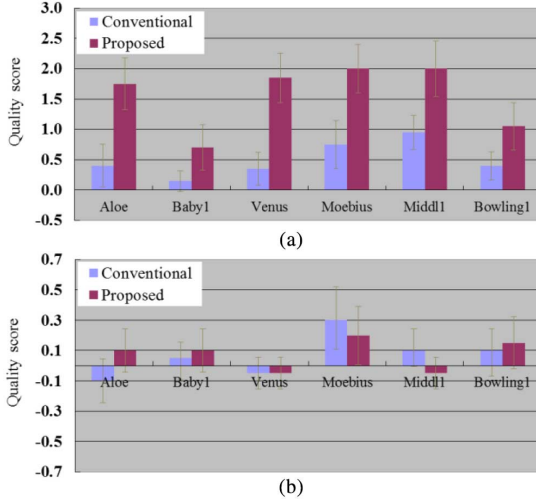 Conventional
Proposed
Quality score
3.0
2.5
2.0
1.5
1.0
0.5
0.0
-0.5
Aloe Baby1 Venus Moebius Middl1 Bowling1
(a)
Conventional
Proposed
Quality score
0.7
0.5
0.3
0.1
-0.1
-0.3
-0.5
-0.7
Aloe Baby1 Venus Moebius Middl1 Bowling1
(b)